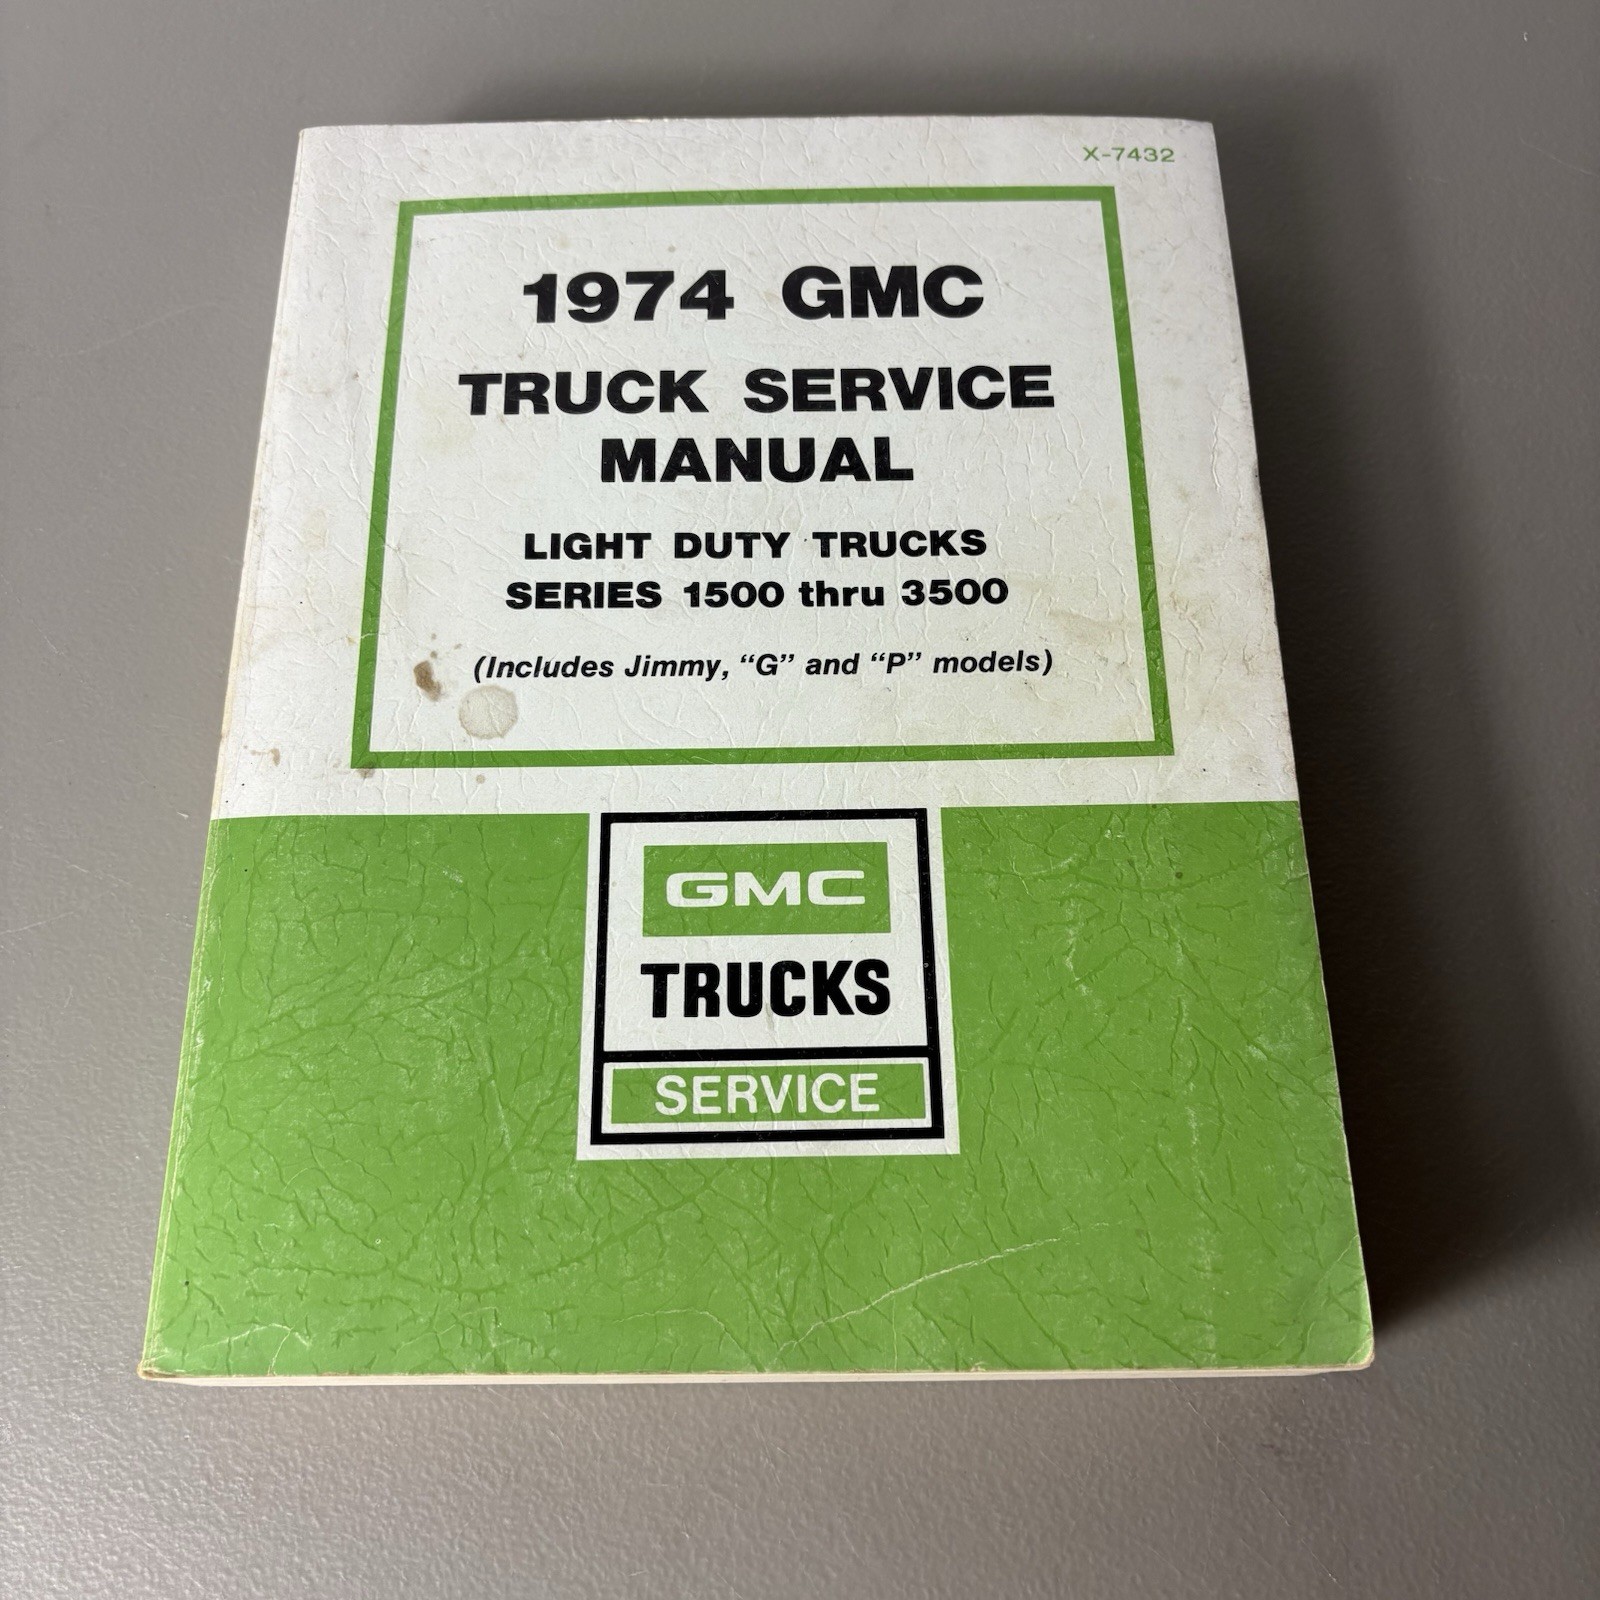 X-7432
1974 GMC
TRUCK SERVICE
MANUAL
LIGHT DUTY TRUCKS
SERIES 1500 thru 3500
(Includes Jimmy, “G” and “P” models)
GMC
TRUCKS
SERVICE